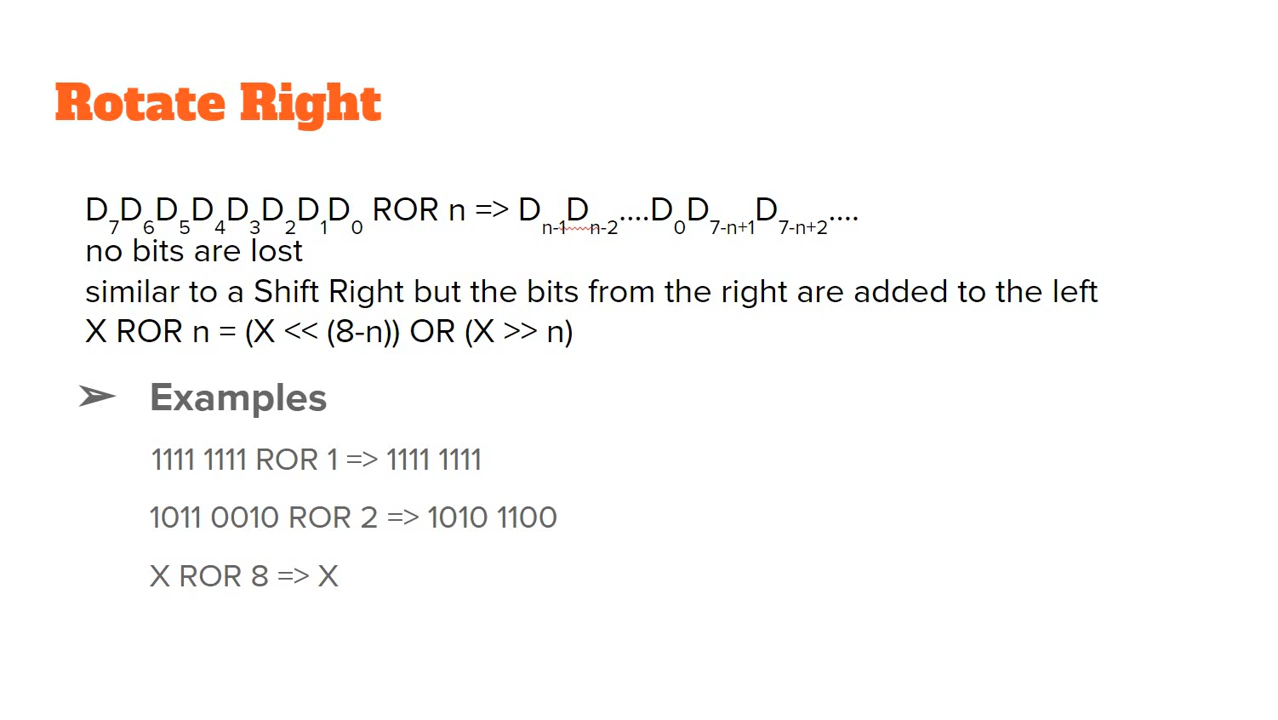 Rotate Right
D₇D₆D₅D₄D₃D₂D₁D₀ ROR n => Dₙ₋₁Dₙ₋₂....D₀D₇₋ₙ₊₁D₇₋ₙ₊₂....
no bits are lost
similar to a Shift Right but the bits from the right are added to the left
X ROR n = (X << (8-n)) OR (X >> n)
➢ Examples
1111 1111 ROR 1 => 1111 1111
1011 0010 ROR 2 => 1010 1100
X ROR 8 => X